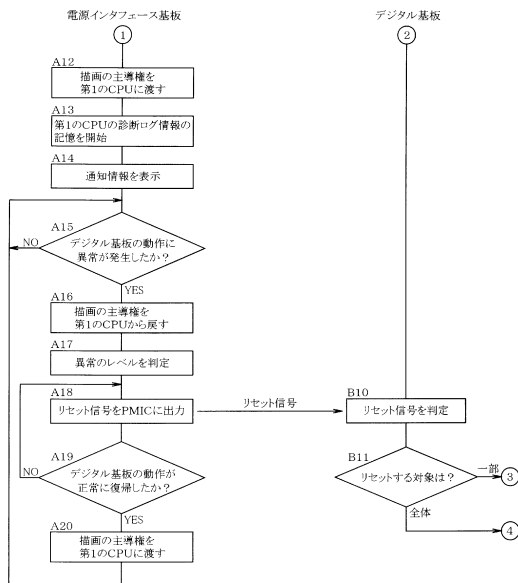 電源インタフェース基板
デジタル基板
1
2
A12
描画の主導権を
第1のCPUに渡す
A13
第1のCPUの診断ログ情報の
記憶を開始
A14
通知情報を表示
A15
NO
デジタル基板の動作に
異常が発生したか？
YES
A16
描画の主導権を
第1のCPUから戻す
A17
異常のレベルを判定
A18
リセット信号をPMICに出力
リセット信号
B10
リセット信号を判定
A19
NO
デジタル基板の動作が
正常に復帰したか？
YES
B11
リセットする対象は？
一部
3
全体
4
A20
描画の主導権を
第1のCPUに渡す